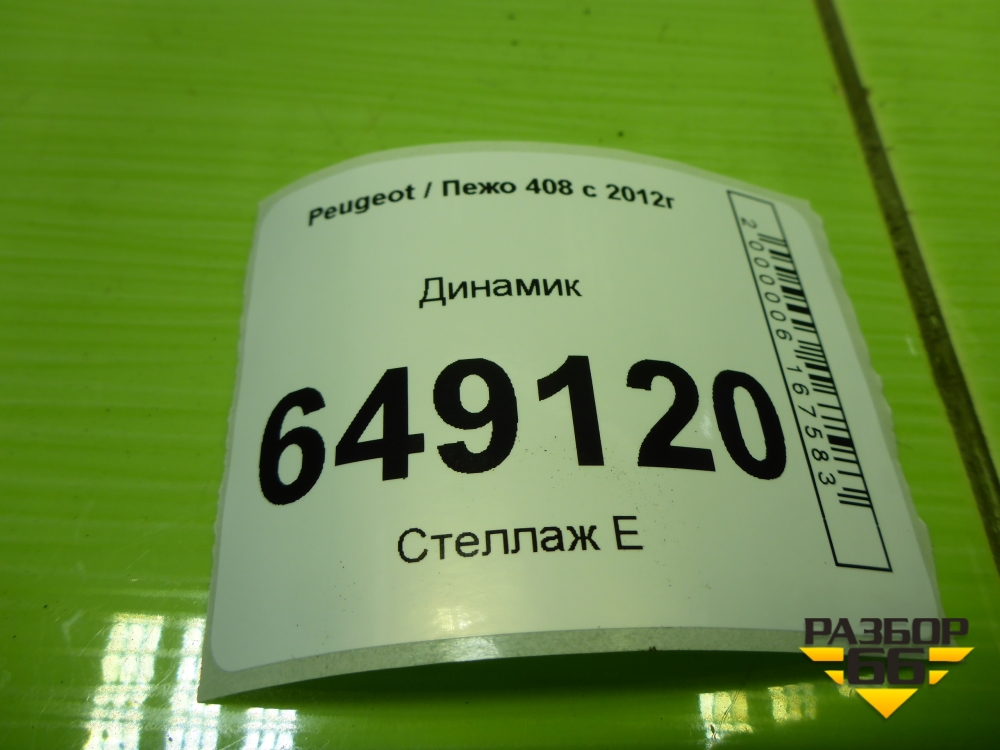 Peugeot / Пежо 408 с 2012г
Динамик
649120
Стеллаж Е
2000006167583
РАЗБОР
66